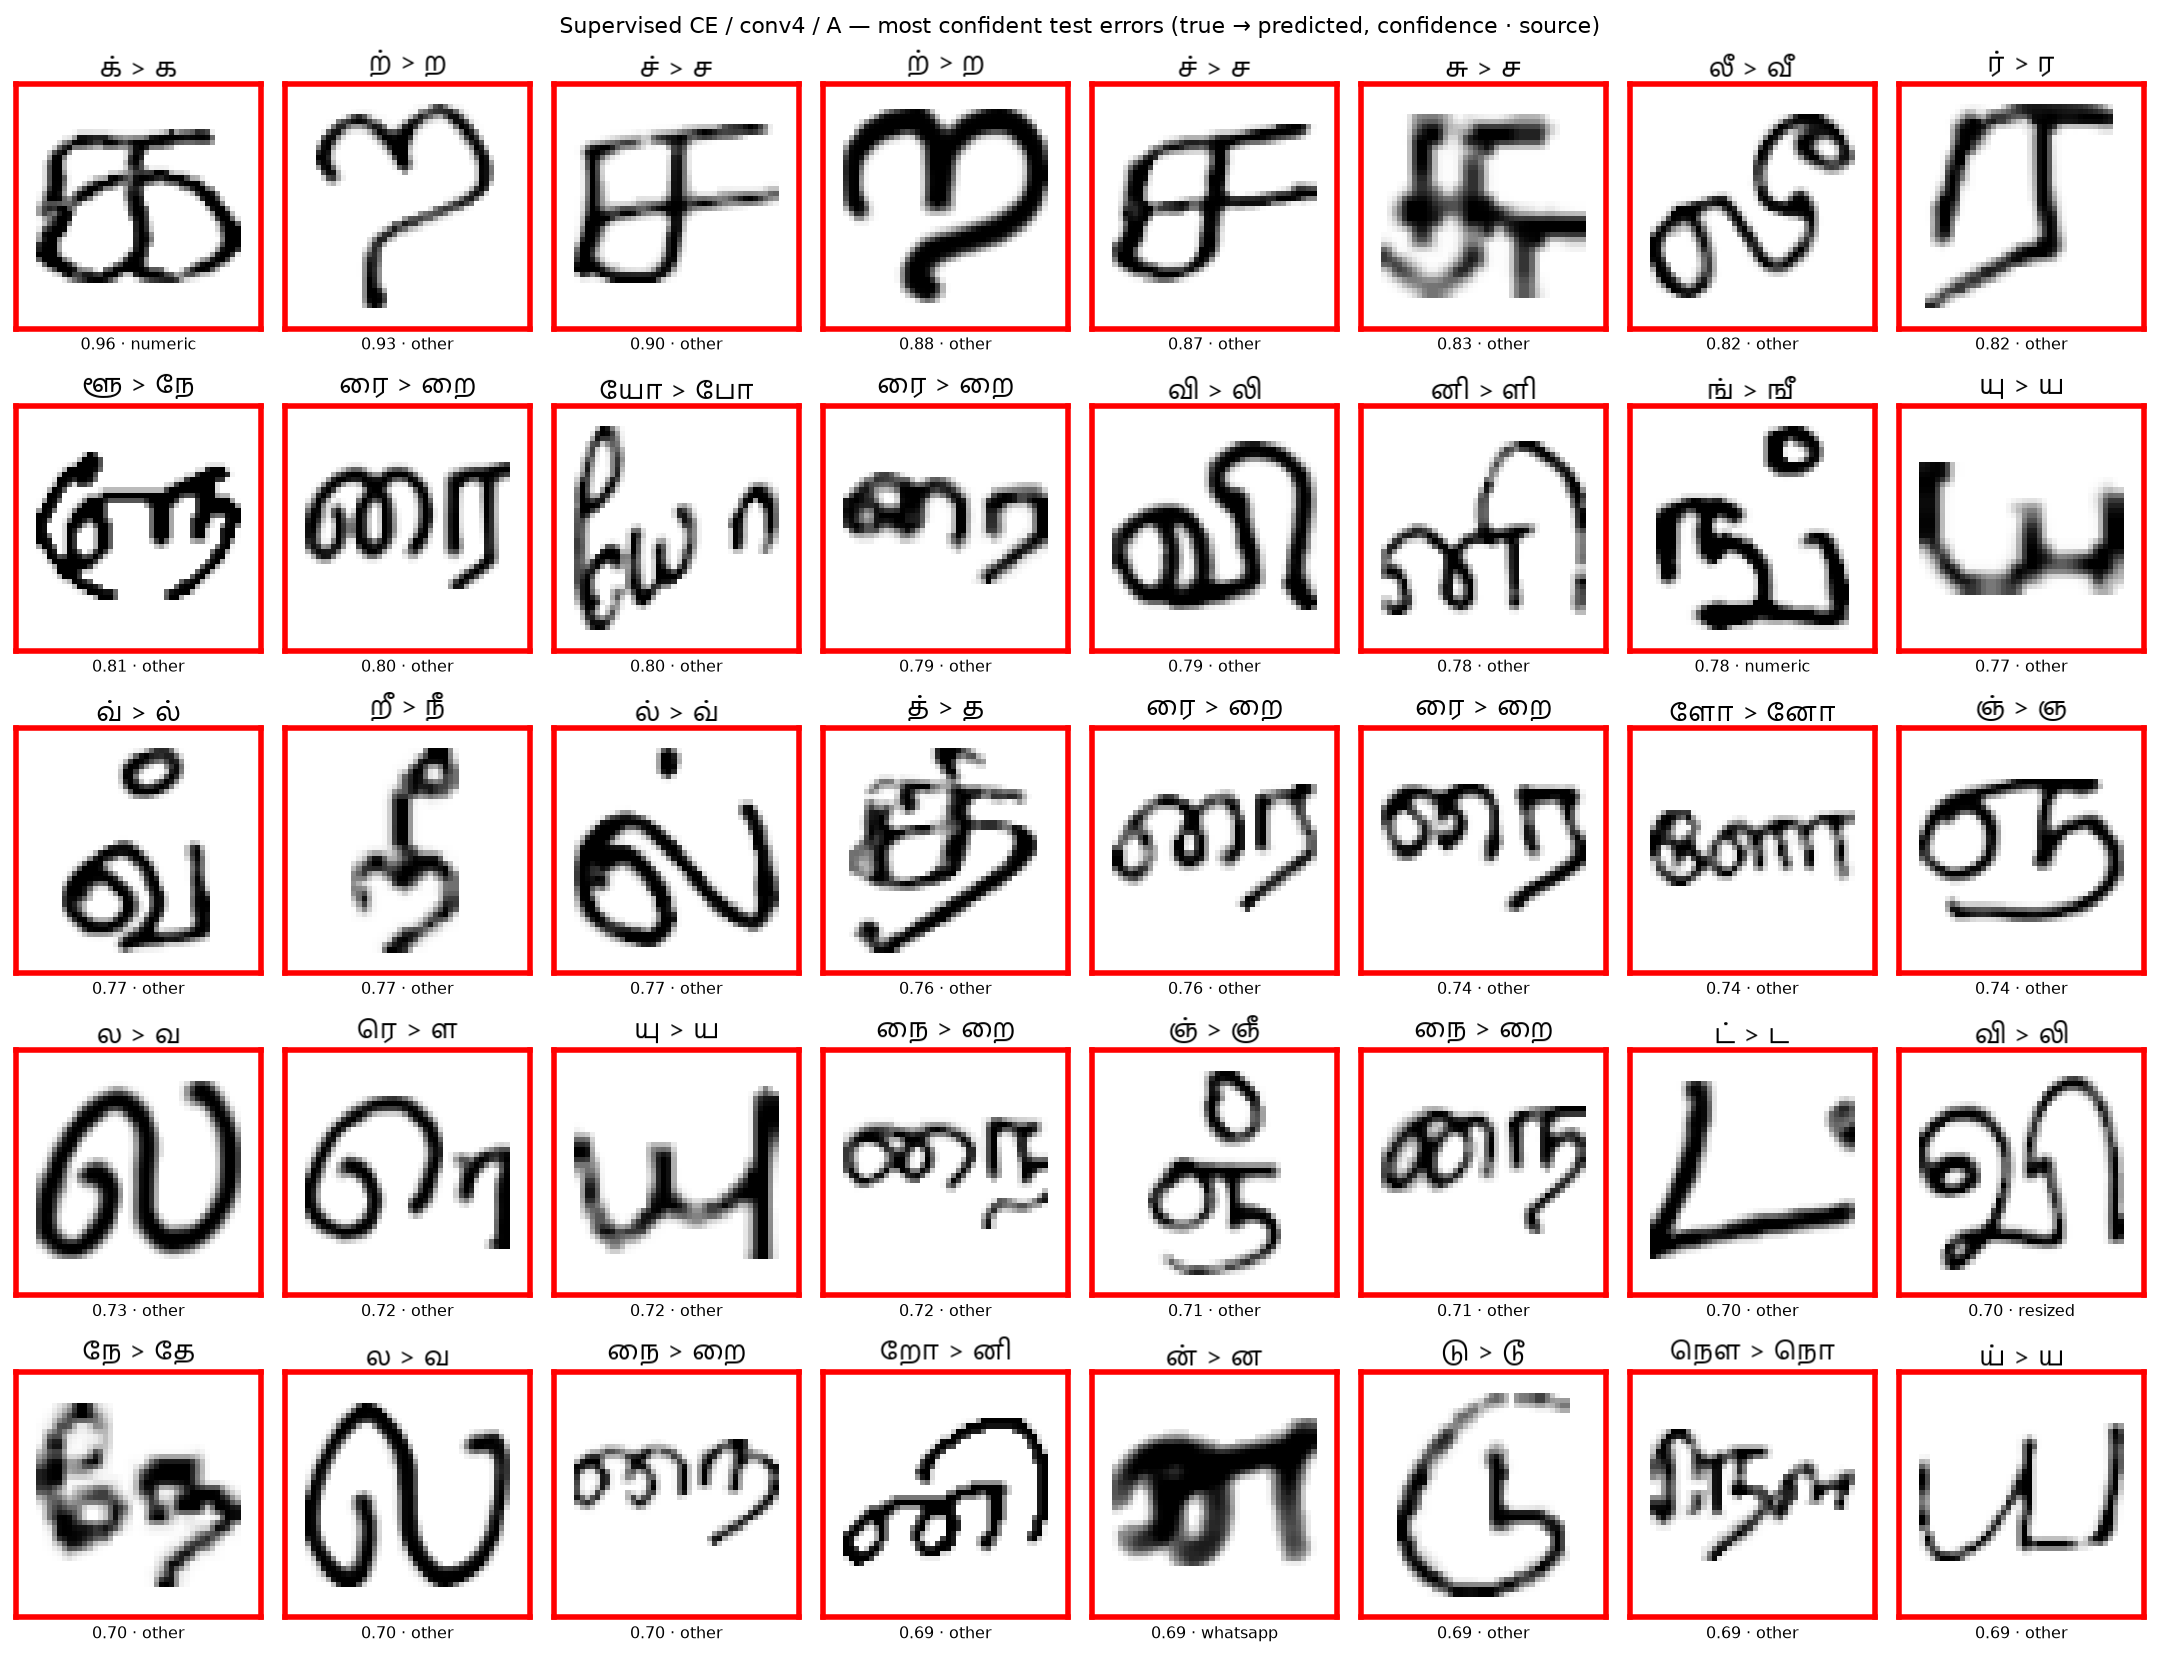 Supervised CE / conv4 / A — most confident test errors (true → predicted, confidence · source)
க் > க ற் > ற ச் > ச ற் > ற ச் > ச சு > ச லீ > வீ ர் > ர
0.96 · numeric 0.93 · other 0.90 · other 0.88 · other 0.87 · other 0.83 · other 0.82 · other 0.82 · other
ளூ > நே ரை > றை யோ > போ ரை > றை வி > லி னி > ளி ங் > ஙீ யு > ய
0.81 · other 0.80 · other 0.80 · other 0.79 · other 0.79 · other 0.78 · other 0.78 · numeric 0.77 · other
வ் > ல் றீ > நீ ல் > வ் த் > த ரை > றை ரை > றை ளோ > னோ ஞ் > ஞ
0.77 · other 0.77 · other 0.77 · other 0.76 · other 0.76 · other 0.74 · other 0.74 · other 0.74 · other
ல > வ ரெ > ள யு > ய நை > றை ஞ் > ஞீ நை > றை ட் > ட வி > லி
0.73 · other 0.72 · other 0.72 · other 0.72 · other 0.71 · other 0.71 · other 0.70 · other 0.70 · resized
நே > தே ல > வ நை > றை றோ > னி ன் > ன டு > டூ நௌ > நொ ய் > ய
0.70 · other 0.70 · other 0.70 · other 0.69 · other 0.69 · whatsapp 0.69 · other 0.69 · other 0.69 · other